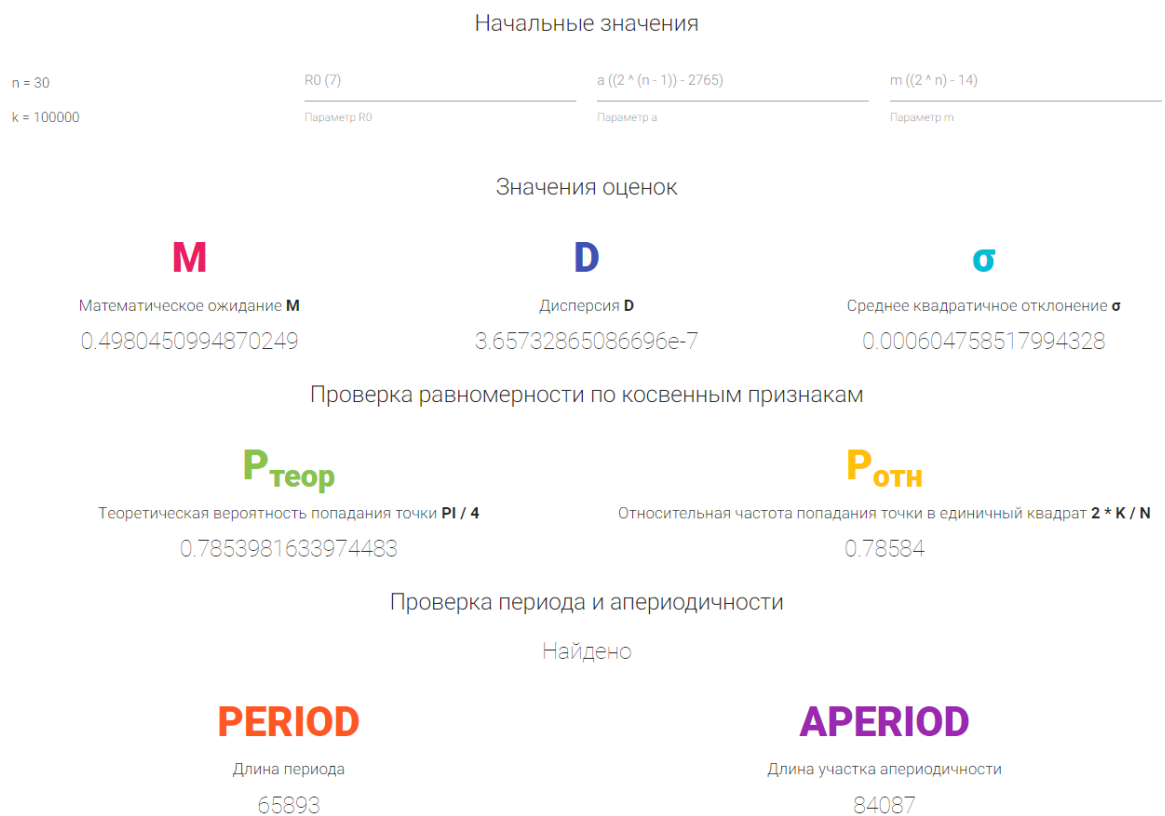 Начальные значения
n = 30
R0 (7)
a ((2 ^ (n - 1)) - 2765)
m ((2 ^ n) - 14)
k = 100000
Параметр R0
Параметр a
Параметр m
Значения оценок
M
D
σ
Математическое ожидание M
Дисперсия D
Среднее квадратичное отклонение σ
0.4980450994870249
3.65732865086696e-7
0.000604758517994328
Проверка равномерности по косвенным признакам
Pтеор
Pотн
Теоретическая вероятность попадания точки PI / 4
Относительная частота попадания точки в единичный квадрат 2 * K / N
0.7853981633974483
0.78584
Проверка периода и апериодичности
Найдено
PERIOD
APERIOD
Длина периода
Длина участка апериодичности
65893
84087